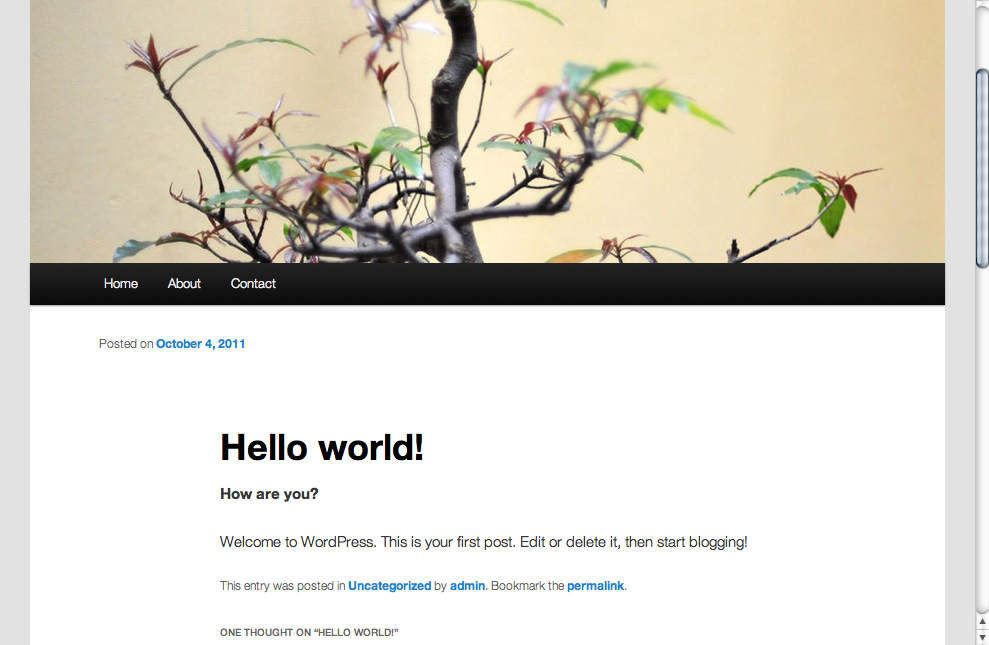 Home About Contact
Posted on October 4, 2011
Hello world!
How are you?
Welcome to WordPress. This is your first post. Edit or delete it, then start blogging!
This entry was posted in Uncategorized by admin. Bookmark the permalink.
ONE THOUGHT ON “HELLO WORLD!”